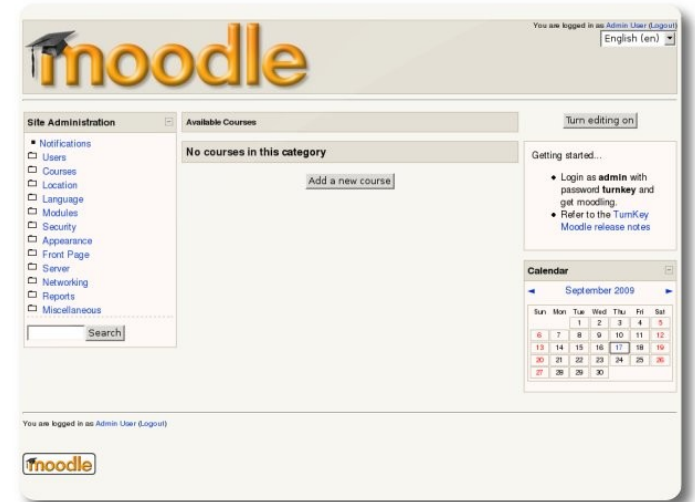 You are logged in as Admin User (Logout)
English (en)
moodle
Site Administration
Notifications
Users
Courses
Location
Language
Modules
Security
Appearance
Front Page
Server
Networking
Reports
Miscellaneous
Search
Available Courses
No courses in this category
Add a new course
Turn editing on
Getting started...
Login as admin with
password turnkey and
get moodling.
Refer to the TurnKey
Moodle release notes
Calendar
◄ September 2009 ►
Sun Mon Tue Wed Thu Fri Sat
1 2 3 4 5
6 7 8 9 10 11 12
13 14 15 16 17 18 19
20 21 22 23 24 25 26
27 28 29 30
You are logged in as Admin User (Logout)
moodle